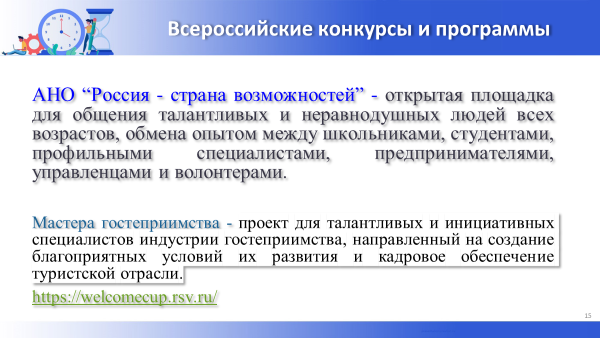 Всероссийские конкурсы и программы
АНО “Россия - страна возможностей” - открытая площадка
для общения талантливых и неравнодушных людей всех
возрастов, обмена опытом между школьниками, студентами,
профильными специалистами, предпринимателями,
управленцами и волонтерами.
Мастера гостеприимства - проект для талантливых и инициативных
специалистов индустрии гостеприимства, направленный на создание
благоприятных условий их развития и кадровое обеспечение
туристской отрасли.
https://welcomecup.rsv.ru/
15